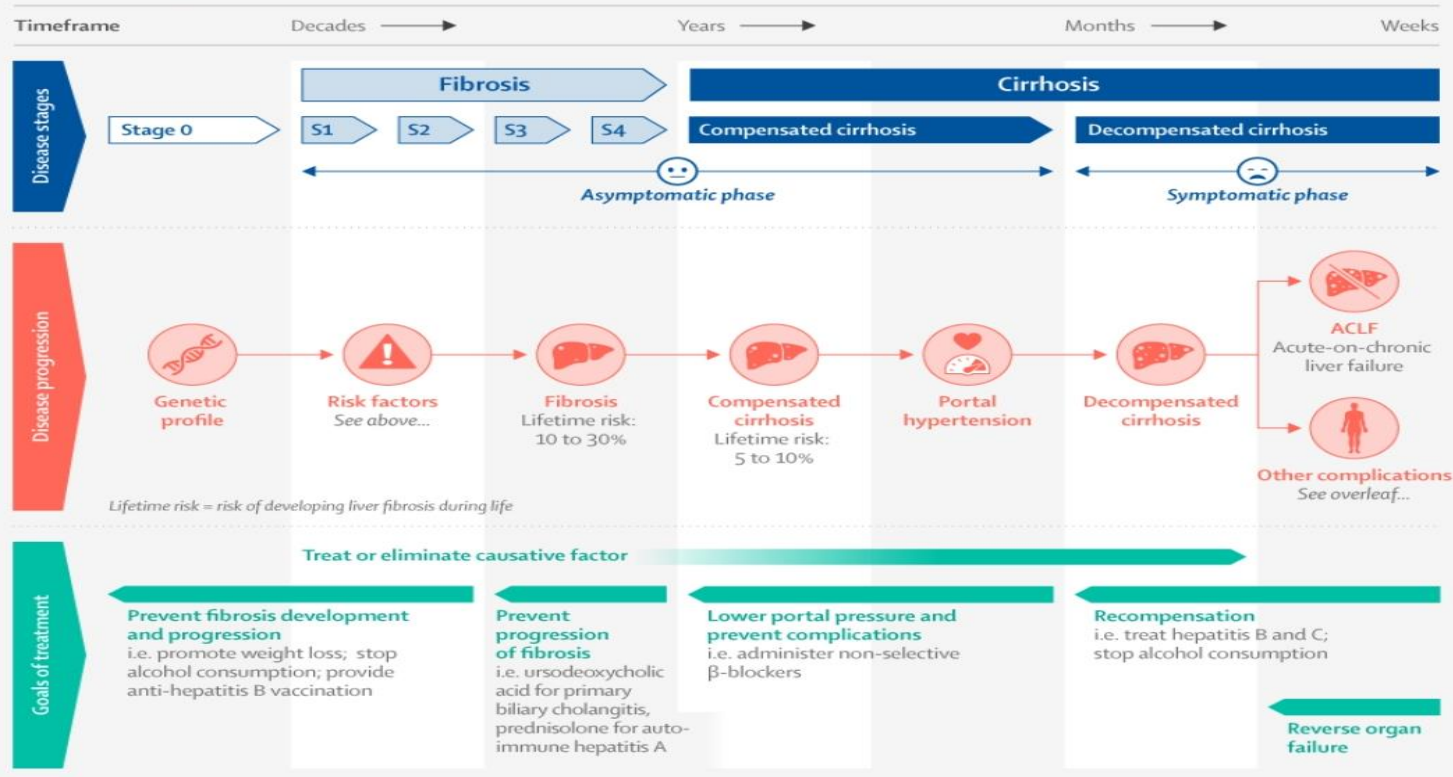 Timeframe
Decades
Years
Months
Weeks
Disease stages
Fibrosis
Cirrhosis
Stage 0
S1
S2
S3
S4
Compensated cirrhosis
Decompensated cirrhosis
Asymptomatic phase
Symptomatic phase
Disease progression
Genetic
profile
Risk factors
See above...
Fibrosis
Lifetime risk:
10 to 30%
Compensated
cirrhosis
Lifetime risk:
5 to 10%
Portal
hypertension
Decompensated
cirrhosis
ACLF
Acute-on-chronic
liver failure
Other complications
See overleaf...
Lifetime risk = risk of developing liver fibrosis during life
Goals of treatment
Treat or eliminate causative factor
Prevent fibrosis development
and progression
i.e. promote weight loss; stop
alcohol consumption; provide
anti-hepatitis B vaccination
Prevent
progression
of fibrosis
i.e. ursodeoxycholic
acid for primary
biliary cholangitis,
prednisolone for auto-
immune hepatitis A
Lower portal pressure and
prevent complications
i.e. administer non-selective
β-blockers
Recompensation
i.e. treat hepatitis B and C;
stop alcohol consumption
Reverse organ
failure